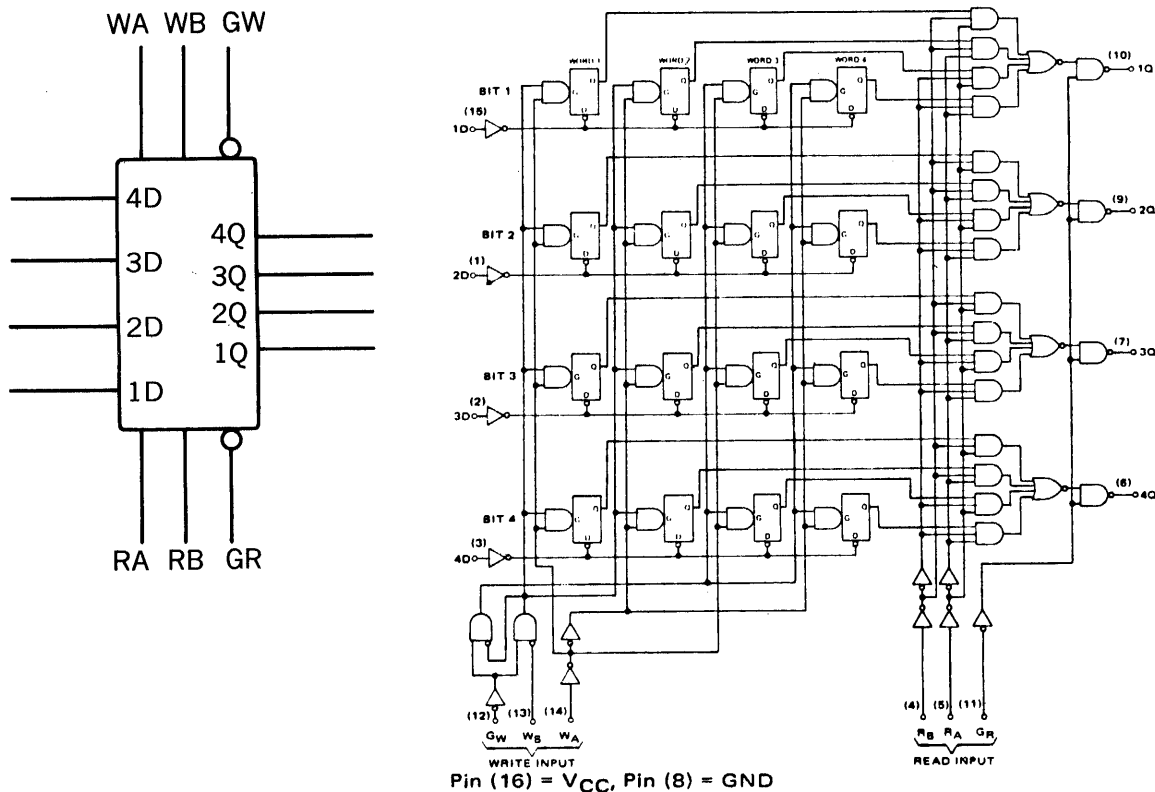 WA WB GW
4D
3D
2D
1D
4Q
3Q
2Q
1Q
RA RB GR
WORD 1 WORD 2 WORD 3 WORD 4
BIT 1
G Q D G Q U G Q D G Q D
(15)
1D
(10)
1Q
BIT 2
G Q D G Q U G Q D G Q D
(1)
2D
(9)
2Q
BIT 3
G Q D G Q D G Q D G Q D
(2)
3D
(7)
3Q
BIT 4
G Q U G Q D G Q D G Q D
(3)
4D
(6)
4Q
(12) (13) (14)
GW WB WA
WRITE INPUT
(4) (5) (11)
RB RA GR
READ INPUT
Pin (16) = VCC, Pin (8) = GND